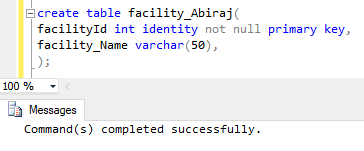 create table facility_Abiraj(
facilityId int identity not null primary key,
facility_Name varchar(50),
);
100 %
Messages
Command(s) completed successfully.